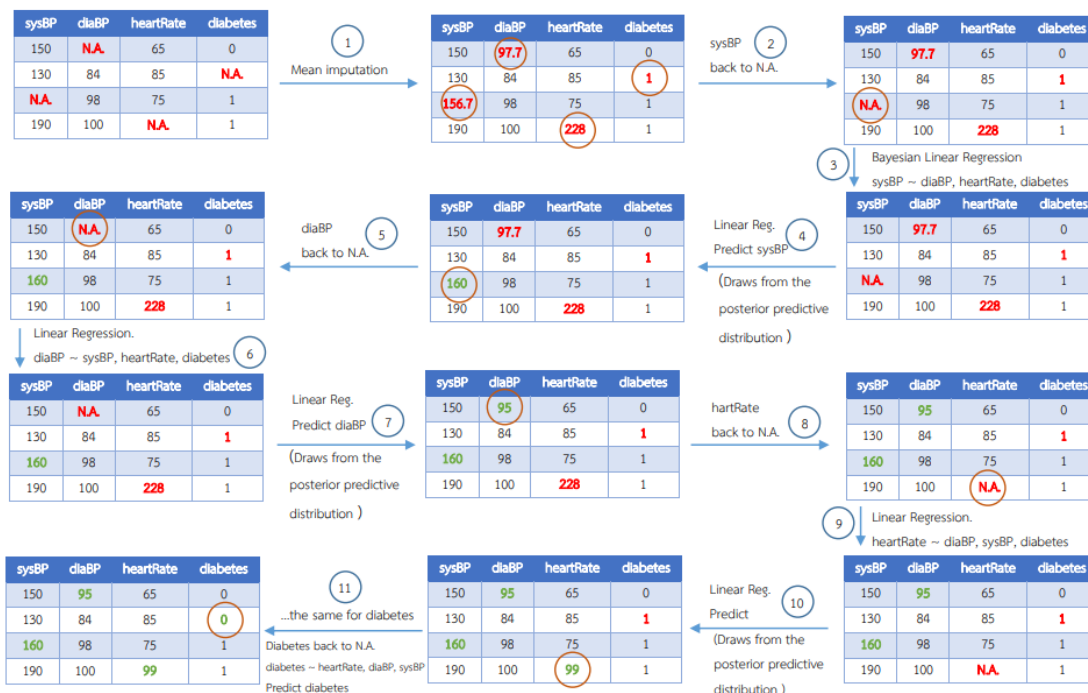 sysBP diaBP heartRate diabetes
150 N.A. 65 0
130 84 85 N.A.
N.A. 98 75 1
190 100 N.A. 1
1
Mean imputation
sysBP diaBP heartRate diabetes
150 97.7 65 0
130 84 85 1
156.7 98 75 1
190 100 228 1
sysBP 2
back to N.A.
sysBP diaBP heartRate diabetes
150 97.7 65 0
130 84 85 1
N.A. 98 75 1
190 100 228 1
3 Bayesian Linear Regression
sysBP ~ diaBP, heartRate, diabetes
sysBP diaBP heartRate diabetes
150 97.7 65 0
130 84 85 1
N.A. 98 75 1
190 100 228 1
Linear Reg. 4
Predict sysBP
(Draws from the
posterior predictive
distribution )
sysBP diaBP heartRate diabetes
150 97.7 65 0
130 84 85 1
160 98 75 1
190 100 228 1
diaBP 5
back to N.A.
sysBP diaBP heartRate diabetes
150 N.A. 65 0
130 84 85 1
160 98 75 1
190 100 228 1
Linear Regression.
diaBP ~ sysBP, heartRate, diabetes 6
sysBP diaBP heartRate diabetes
150 N.A. 65 0
130 84 85 1
160 98 75 1
190 100 228 1
Linear Reg.
Predict diaBP 7
(Draws from the
posterior predictive
distribution )
sysBP diaBP heartRate diabetes
150 95 65 0
130 84 85 1
160 98 75 1
190 100 228 1
hartRate
back to N.A. 8
sysBP diaBP heartRate diabetes
150 95 65 0
130 84 85 1
160 98 75 1
190 100 N.A. 1
9 Linear Regression.
heartRate ~ diaBP, sysBP, diabetes
sysBP diaBP heartRate diabetes
150 95 65 0
130 84 85 1
160 98 75 1
190 100 N.A. 1
Linear Reg. 10
Predict
(Draws from the
posterior predictive
distribution )
sysBP diaBP heartRate diabetes
150 95 65 0
130 84 85 1
160 98 75 1
190 100 99 1
11
...the same for diabetes
Diabetes back to N.A.
diabetes ~ heartRate, diaBP, sysBP
Predict diabetes
sysBP diaBP heartRate diabetes
150 95 65 0
130 84 85 0
160 98 75 1
190 100 99 1